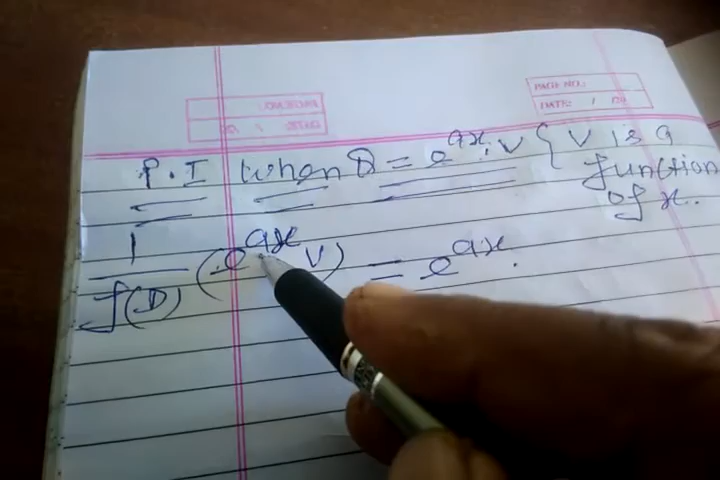 PAGE NO.:
DATE: / /20
P.I when Q = e^ax.V { V is a
function
of x.
1/f(D) (e^ax V) = e^ax.